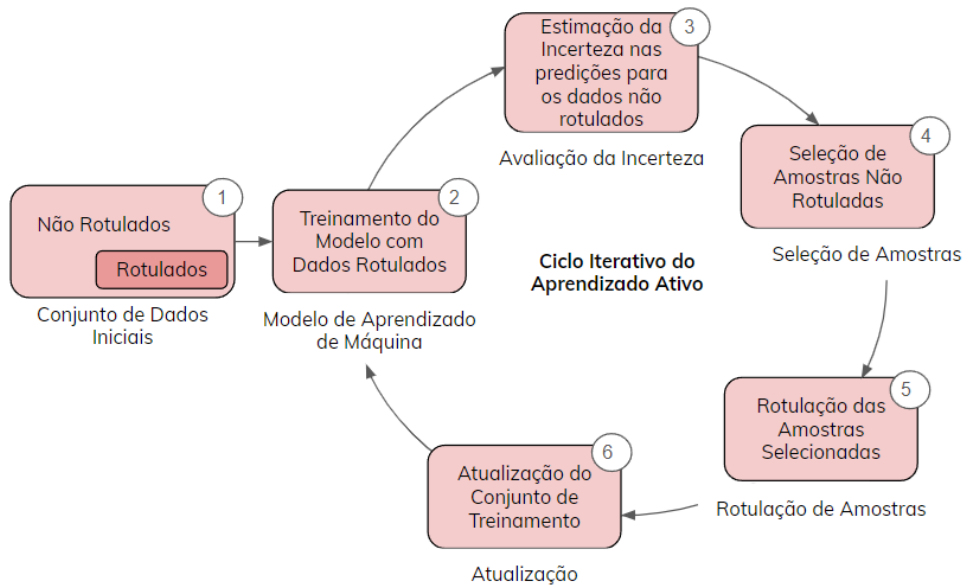 1
Não Rotulados
Rotulados
Conjunto de Dados
Iniciais
2
Treinamento do
Modelo com
Dados Rotulados
Modelo de Aprendizado
de Máquina
3
Estimação da
Incerteza nas
predições para
os dados não
rotulados
Avaliação da Incerteza
4
Seleção de
Amostras Não
Rotuladas
Seleção de Amostras
Ciclo Iterativo do
Aprendizado Ativo
5
Rotulação das
Amostras
Selecionadas
Rotulação de Amostras
6
Atualização do
Conjunto de
Treinamento
Atualização